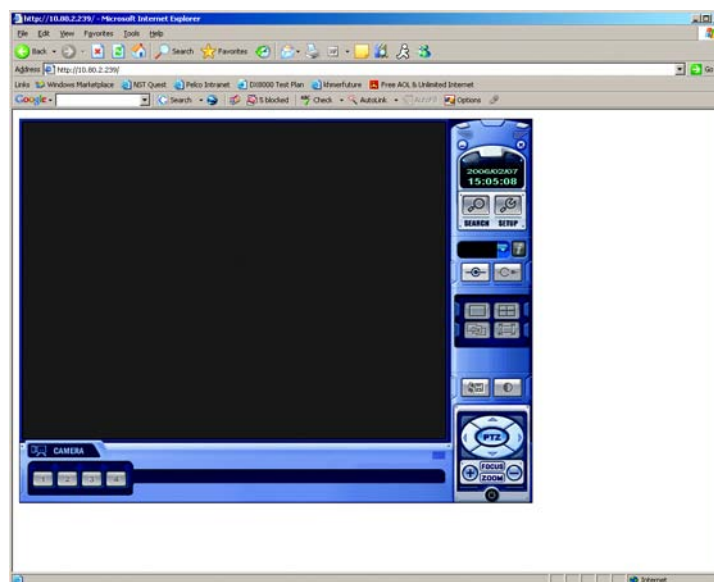 http://10.80.2.239/ - Microsoft Internet Explorer
File Edit View Favorites Tools Help
Back Search Favorites
Address http://10.80.2.239/ Go
Links Windows Marketplace NST Quest Pelco Intranet DX8000 Test Plan khmerfuture Free AOL & Unlimited Internet
Google Search 5 blocked Check AutoLink AutoFill Options
2006/02/07
15:05:08
SEARCH SETUP
CAMERA
1 2 3 4
PTZ
FOCUS
ZOOM
Internet